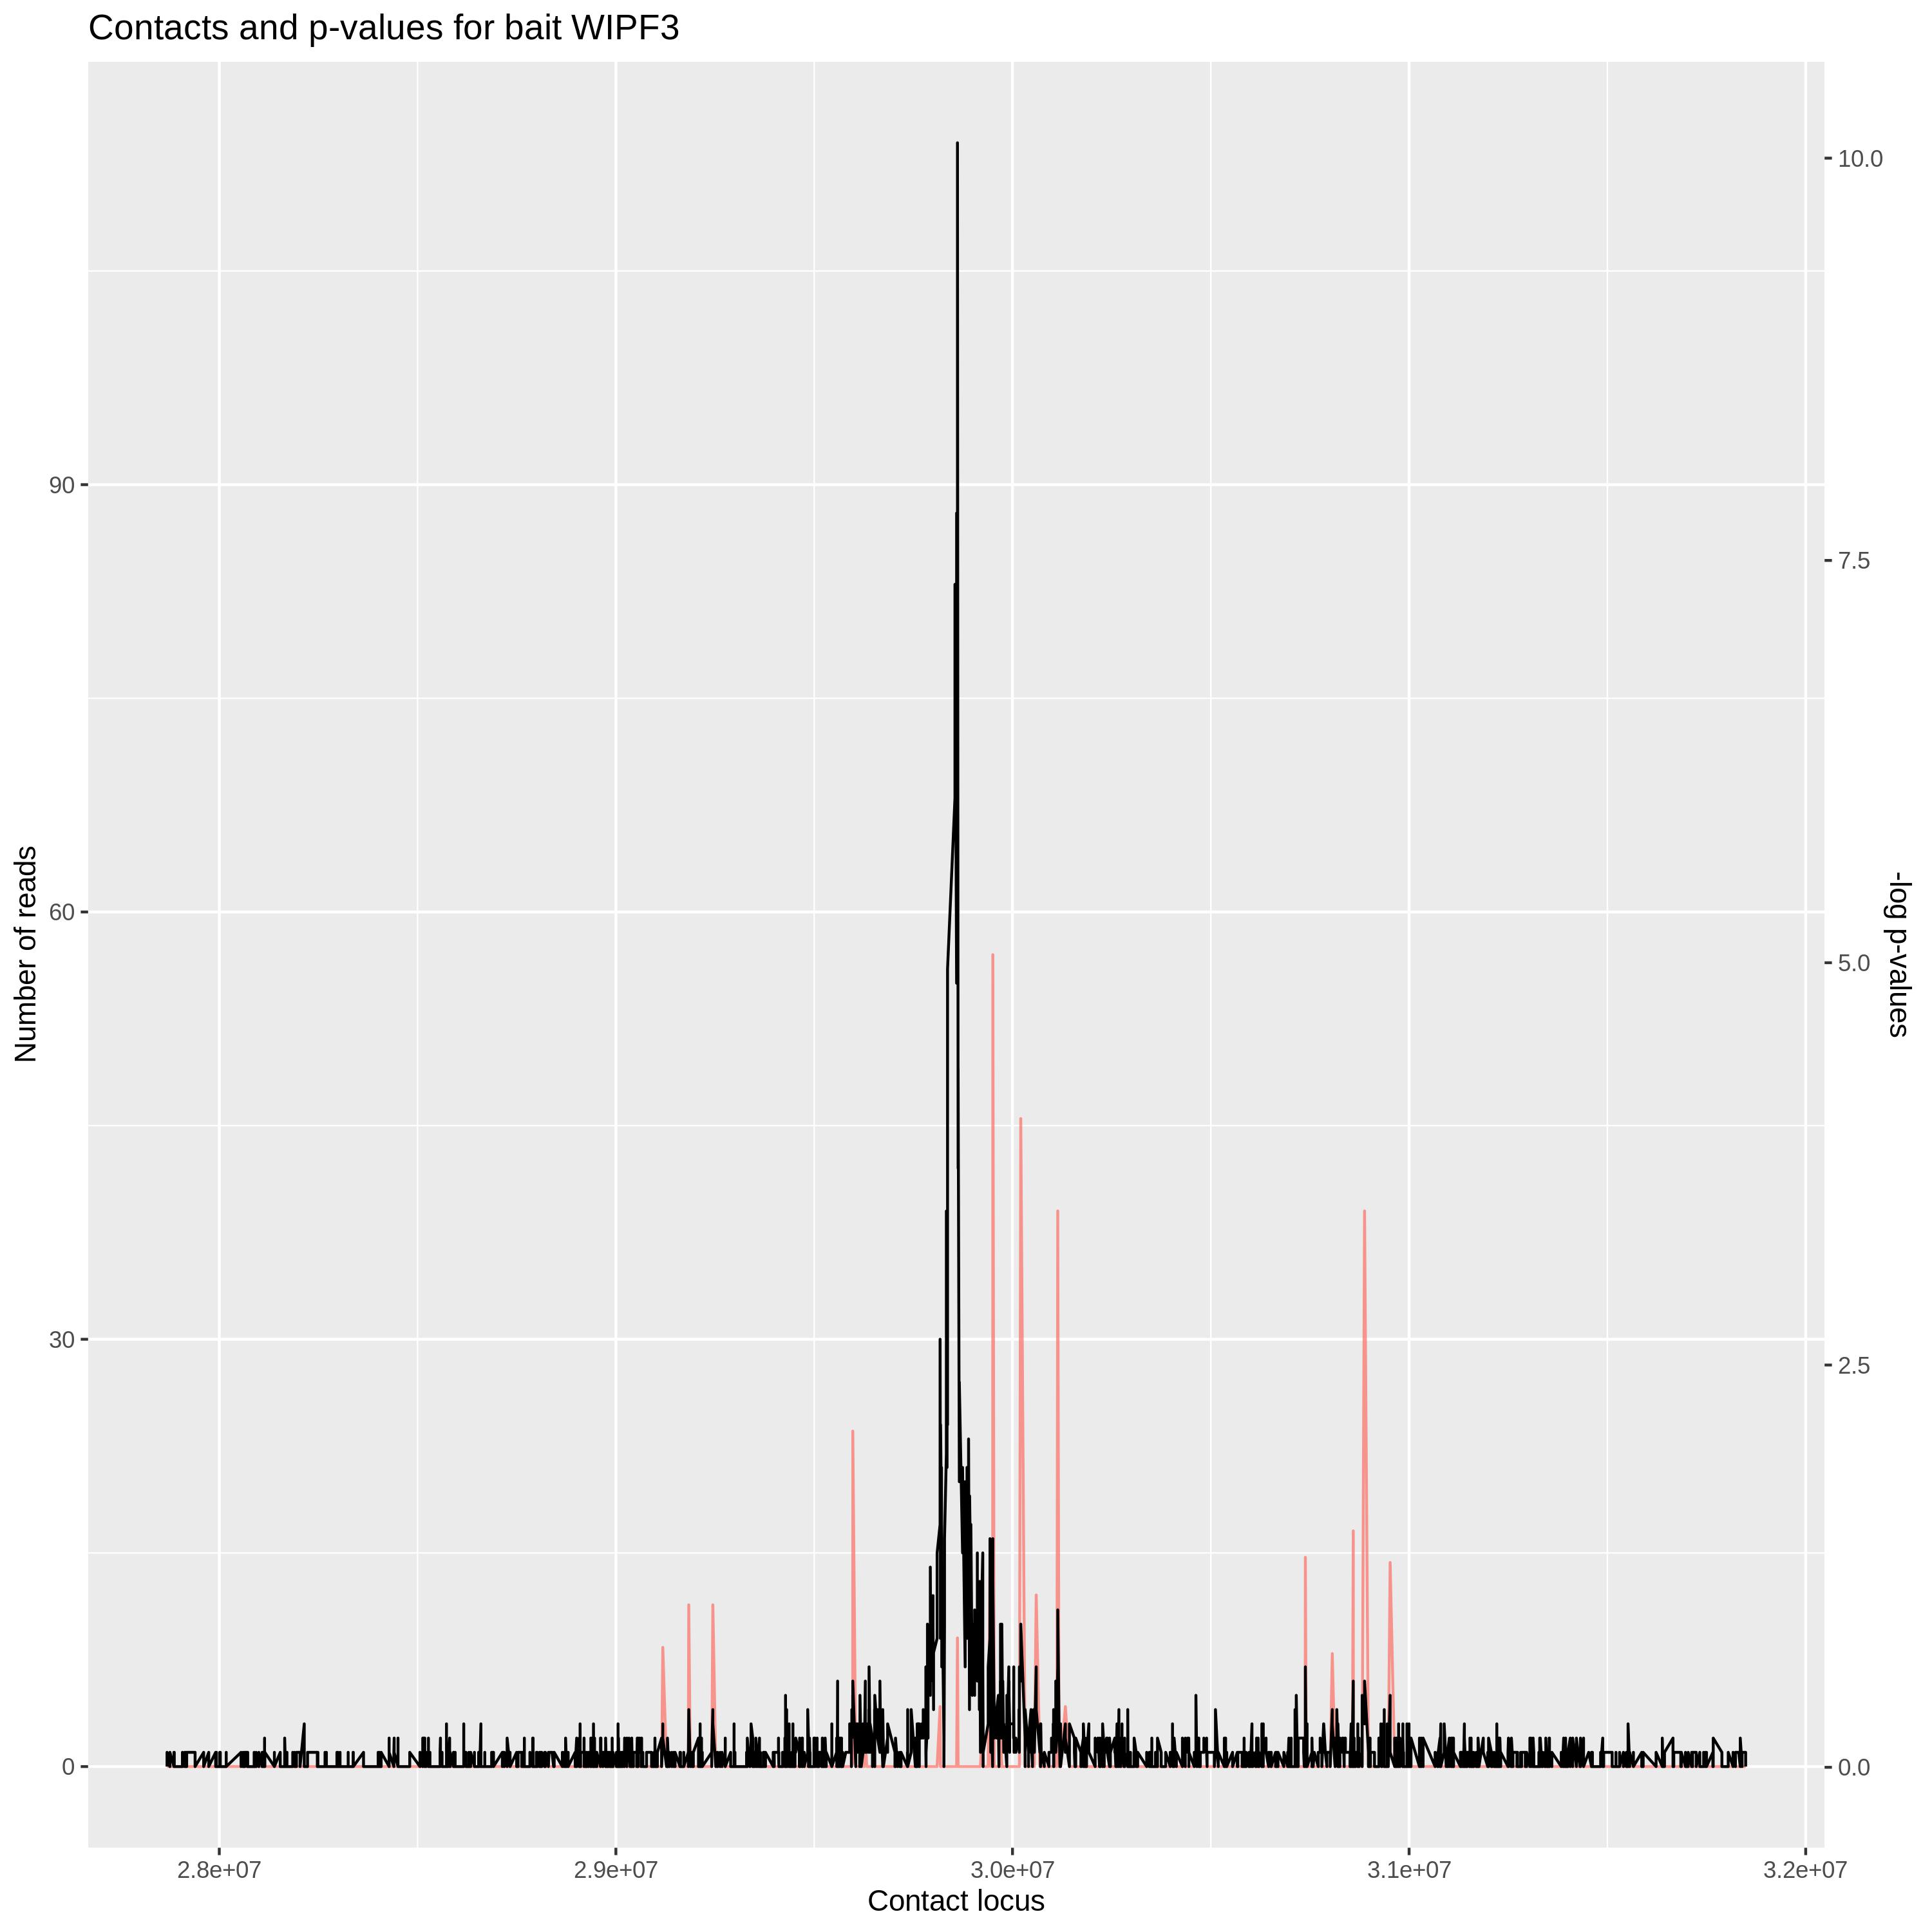 Contacts and p-values for bait WIPF3
Number of reads
90
60
30
0
10.0
7.5
5.0
2.5
0.0
-log p-values
2.8e+07 2.9e+07 3.0e+07 3.1e+07 3.2e+07
Contact locus